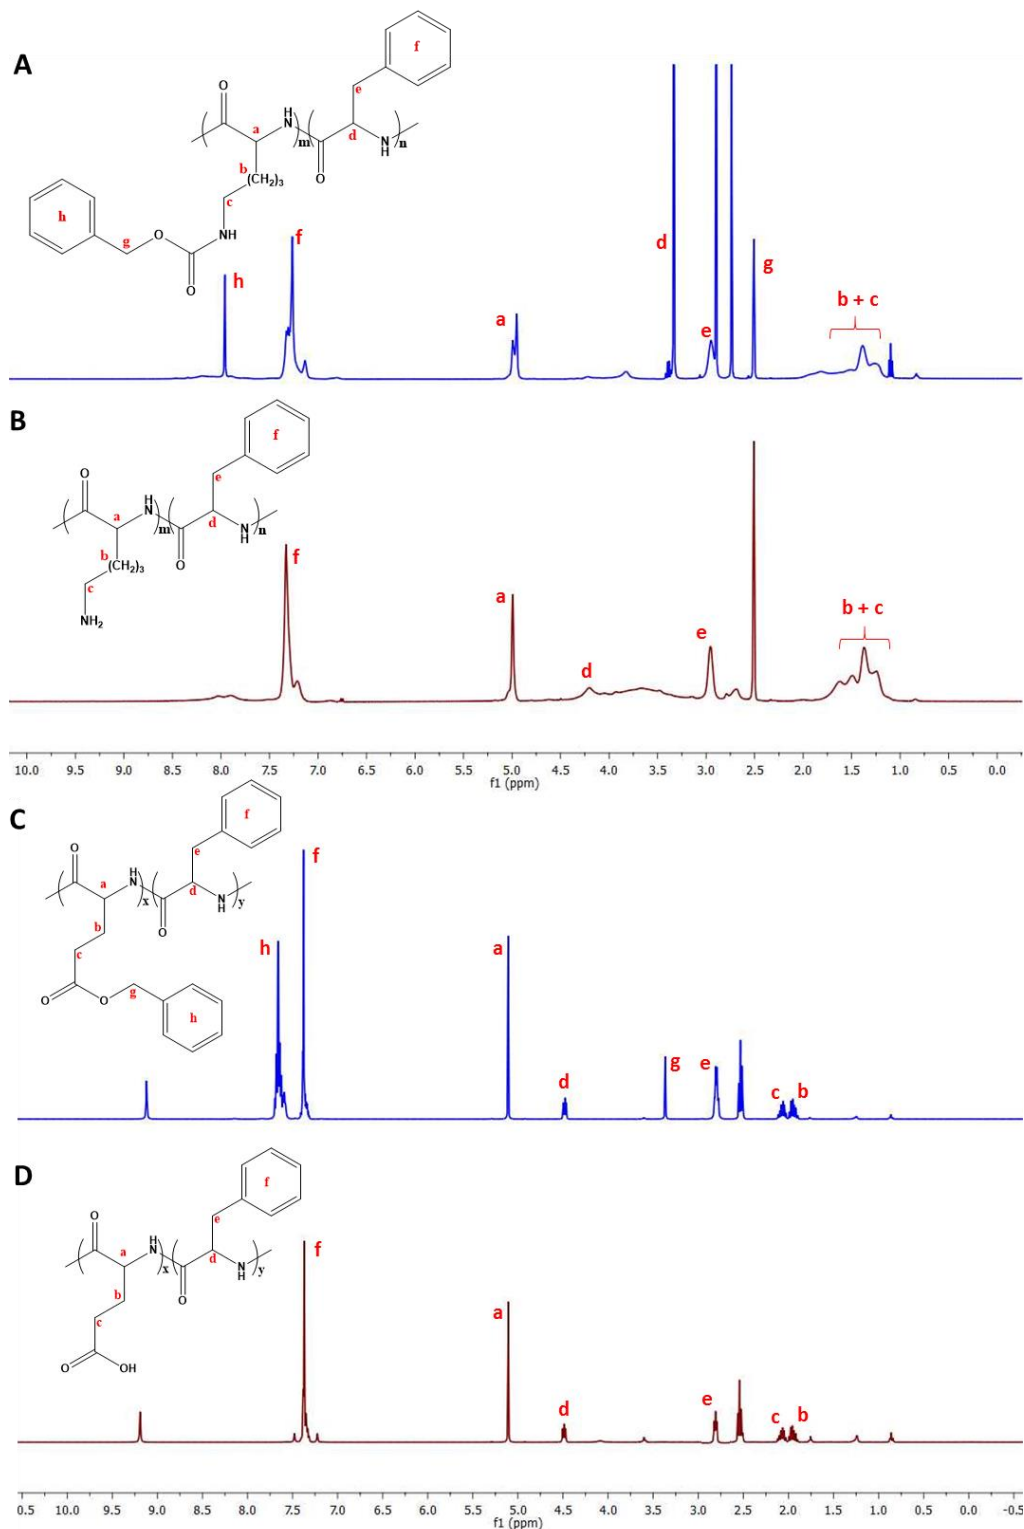 A
f
O
H
N
e
a
m
d
N
H
n
O
b
(CH₂)₃
c
h
NH
O
g
O
h
f
a
d
e
g
b + c
B
f
O
H
N
e
a
m
d
N
H
n
O
b
(CH₂)₃
c
NH₂
f
a
d
e
b + c
10.0 9.5 9.0 8.5 8.0 7.5 7.0 6.5 6.0 5.5 5.0 4.5 4.0 3.5 3.0 2.5 2.0 1.5 1.0 0.5 0.0
f1 (ppm)
C
f
O
H
N
e
a
x
d
N
H
y
O
b
c
O
O
g
h
h
f
a
d
g
e
c
b
D
f
O
H
N
e
a
x
d
N
H
y
O
b
c
O
OH
f
a
d
e
c
b
10.5 10.0 9.5 9.0 8.5 8.0 7.5 7.0 6.5 6.0 5.5 5.0 4.5 4.0 3.5 3.0 2.5 2.0 1.5 1.0 0.5 0.0 -0.5
f1 (ppm)